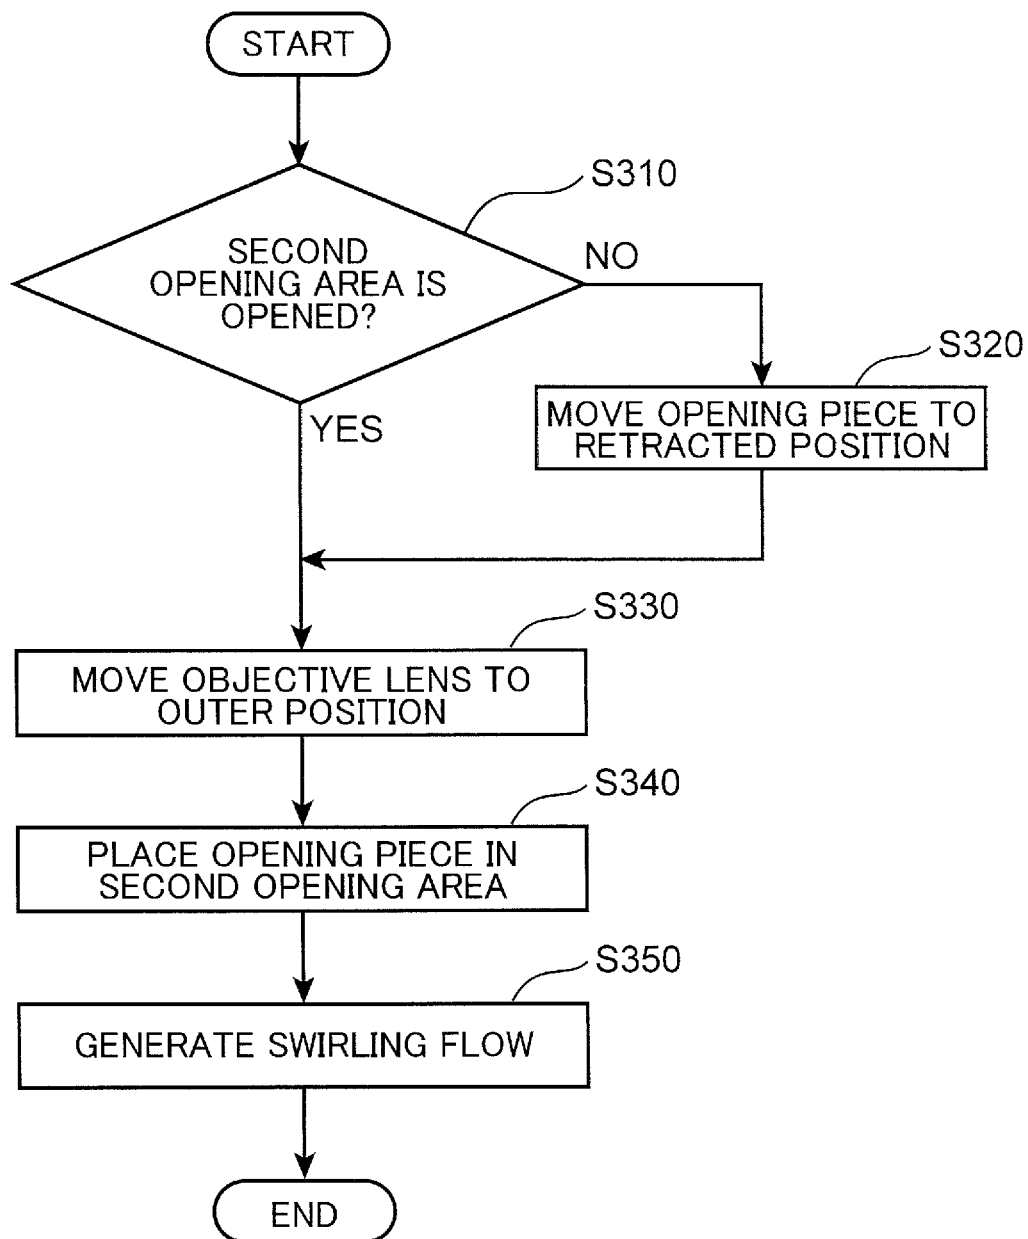 START
S310
SECOND
OPENING AREA IS
OPENED?
NO
S320
MOVE OPENING PIECE TO
RETRACTED POSITION
YES
S330
MOVE OBJECTIVE LENS TO
OUTER POSITION
S340
PLACE OPENING PIECE IN
SECOND OPENING AREA
S350
GENERATE SWIRLING FLOW
END